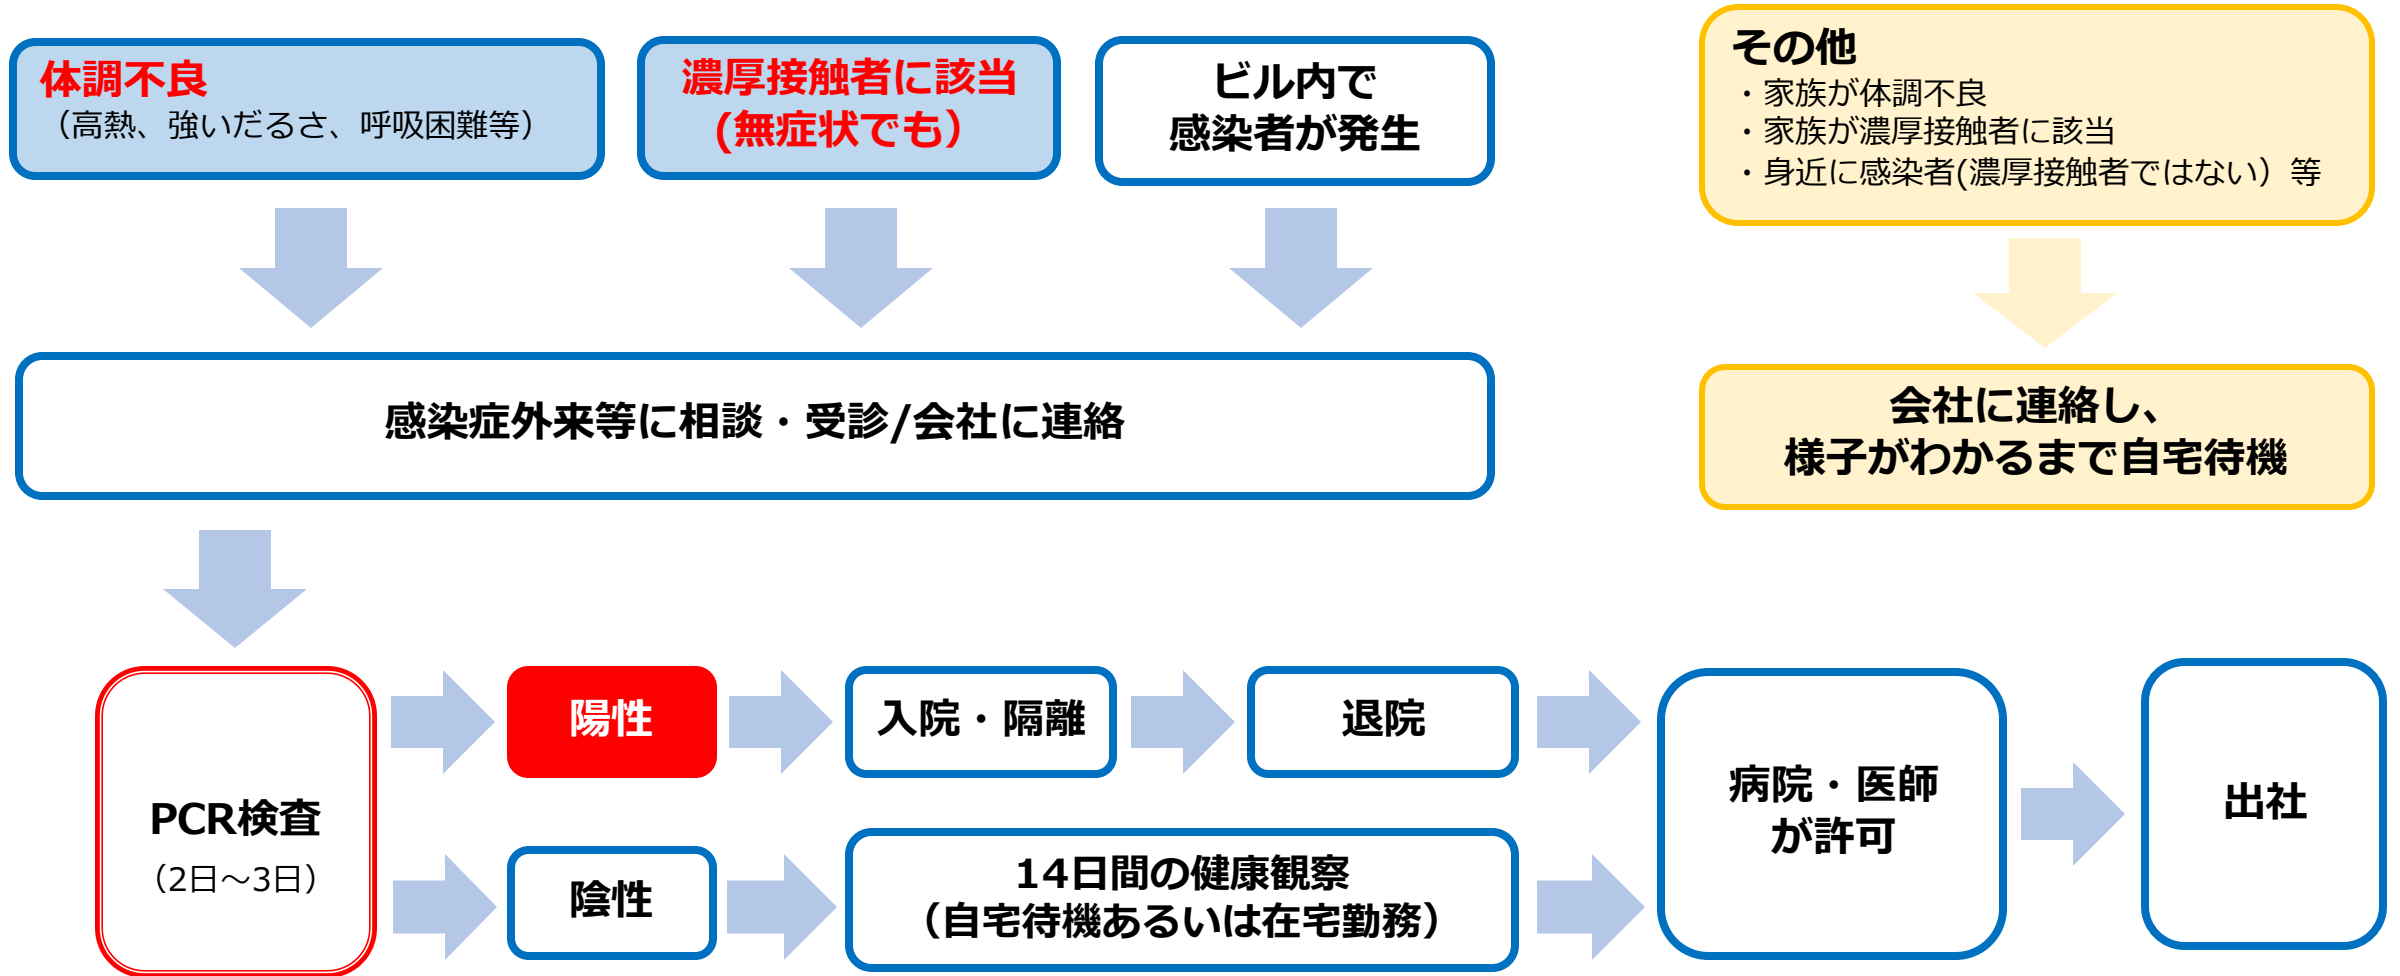 体調不良
（高熱、強いだるさ、呼吸困難等）
濃厚接触者に該当
(無症状でも）
ビル内で
感染者が発生
その他
・家族が体調不良
・家族が濃厚接触者に該当
・身近に感染者(濃厚接触者ではない）等
感染症外来等に相談・受診/会社に連絡
会社に連絡し、
様子がわかるまで自宅待機
PCR検査
（2日～3日）
陽性
入院・隔離
退院
陰性
14日間の健康観察
（自宅待機あるいは在宅勤務）
病院・医師
が許可
出社